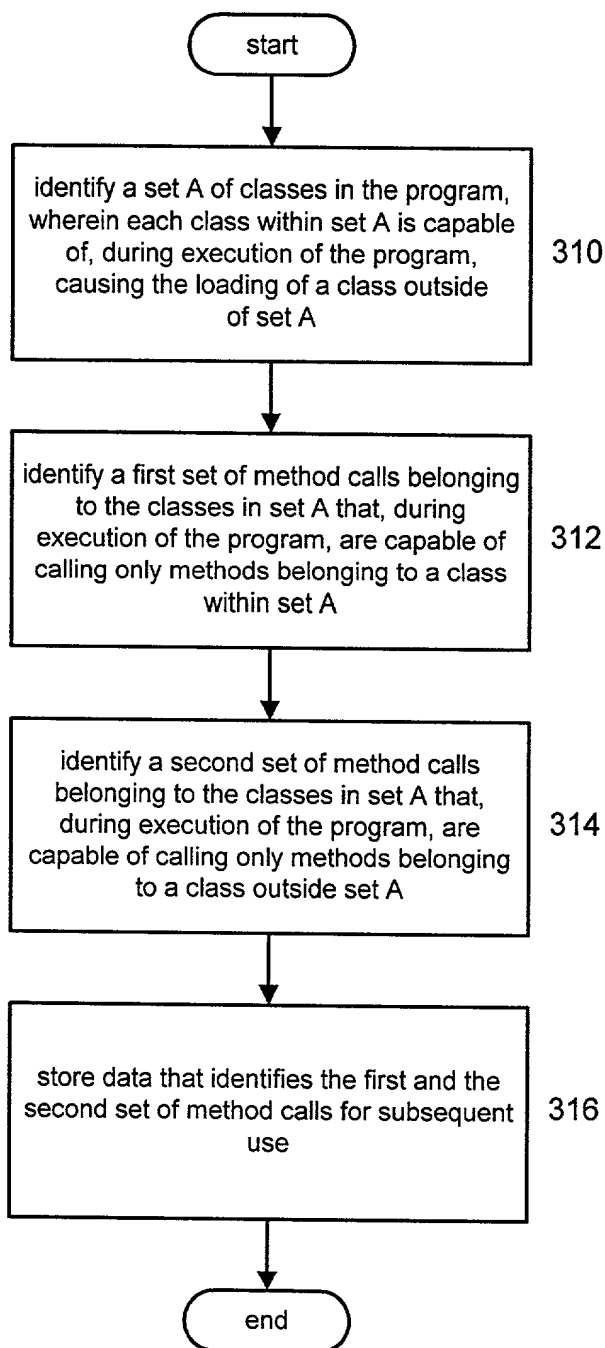 start
identify a set A of classes in the program,
wherein each class within set A is capable
of, during execution of the program,
causing the loading of a class outside
of set A
310
identify a first set of method calls belonging
to the classes in set A that, during
execution of the program, are capable of
calling only methods belonging to a class
within set A
312
identify a second set of method calls
belonging to the classes in set A that,
during execution of the program, are
capable of calling only methods belonging
to a class outside set A
314
store data that identifies the first and the
second set of method calls for subsequent
use
316
end